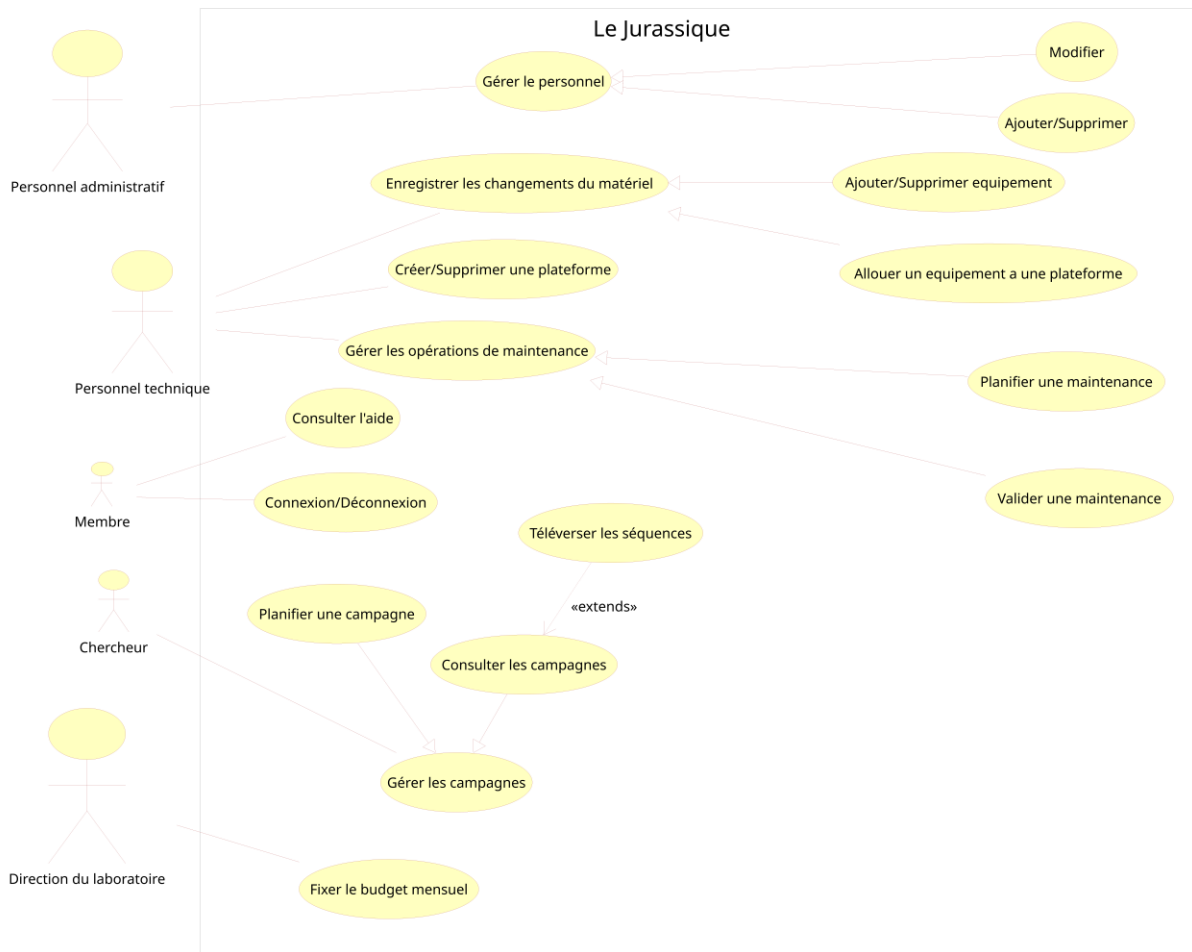 Le Jurassique
Modifier
Gérer le personnel
Ajouter/Supprimer
Personnel administratif
Enregistrer les changements du matériel
Ajouter/Supprimer equipement
Créer/Supprimer une plateforme
Allouer un equipement a une plateforme
Gérer les opérations de maintenance
Planifier une maintenance
Personnel technique
Consulter l'aide
Valider une maintenance
Connexion/Déconnexion
Membre
Téléverser les séquences
«extends»
Planifier une campagne
Chercheur
Consulter les campagnes
Gérer les campagnes
Direction du laboratoire
Fixer le budget mensuel